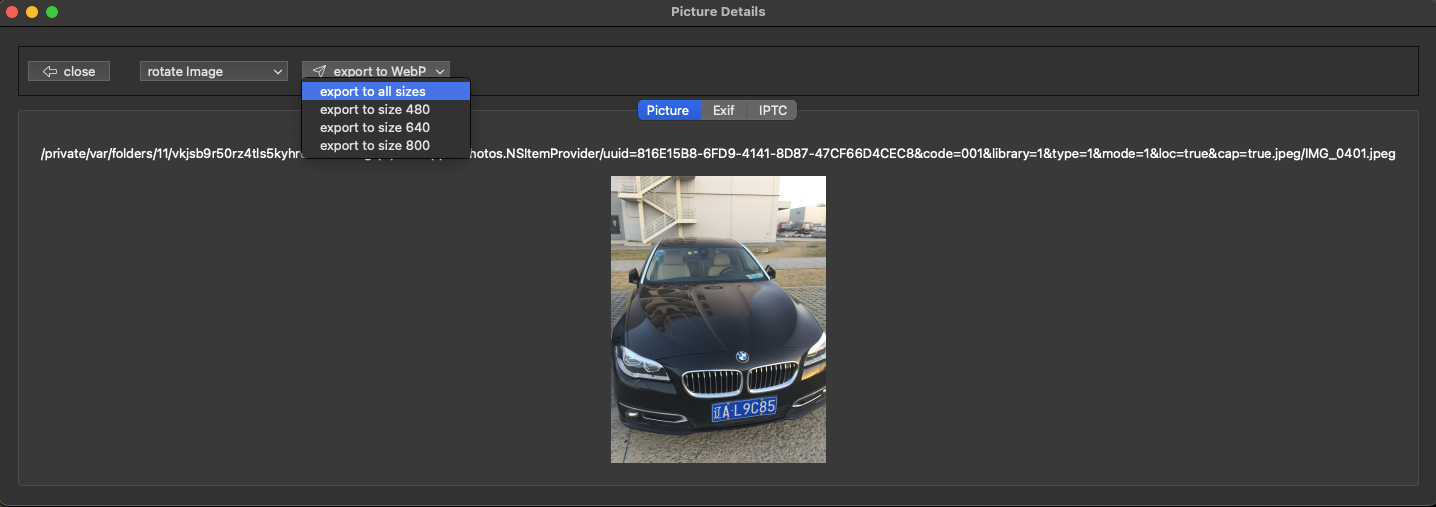 Picture Details
close
rotate Image
export to WebP
export to all sizes
export to size 480
export to size 640
export to size 800
Picture
Exif
IPTC
/private/var/folders/11/vkjsb9r50rz4tls5kyhr hotos.NSItemProvider/uuid=816E15B8-6FD9-4141-8D87-47CF66D4CEC8&code=001&library=1&type=1&mode=1&loc=true&cap=true.jpeg/IMG_0401.jpeg
辽A·L9C85